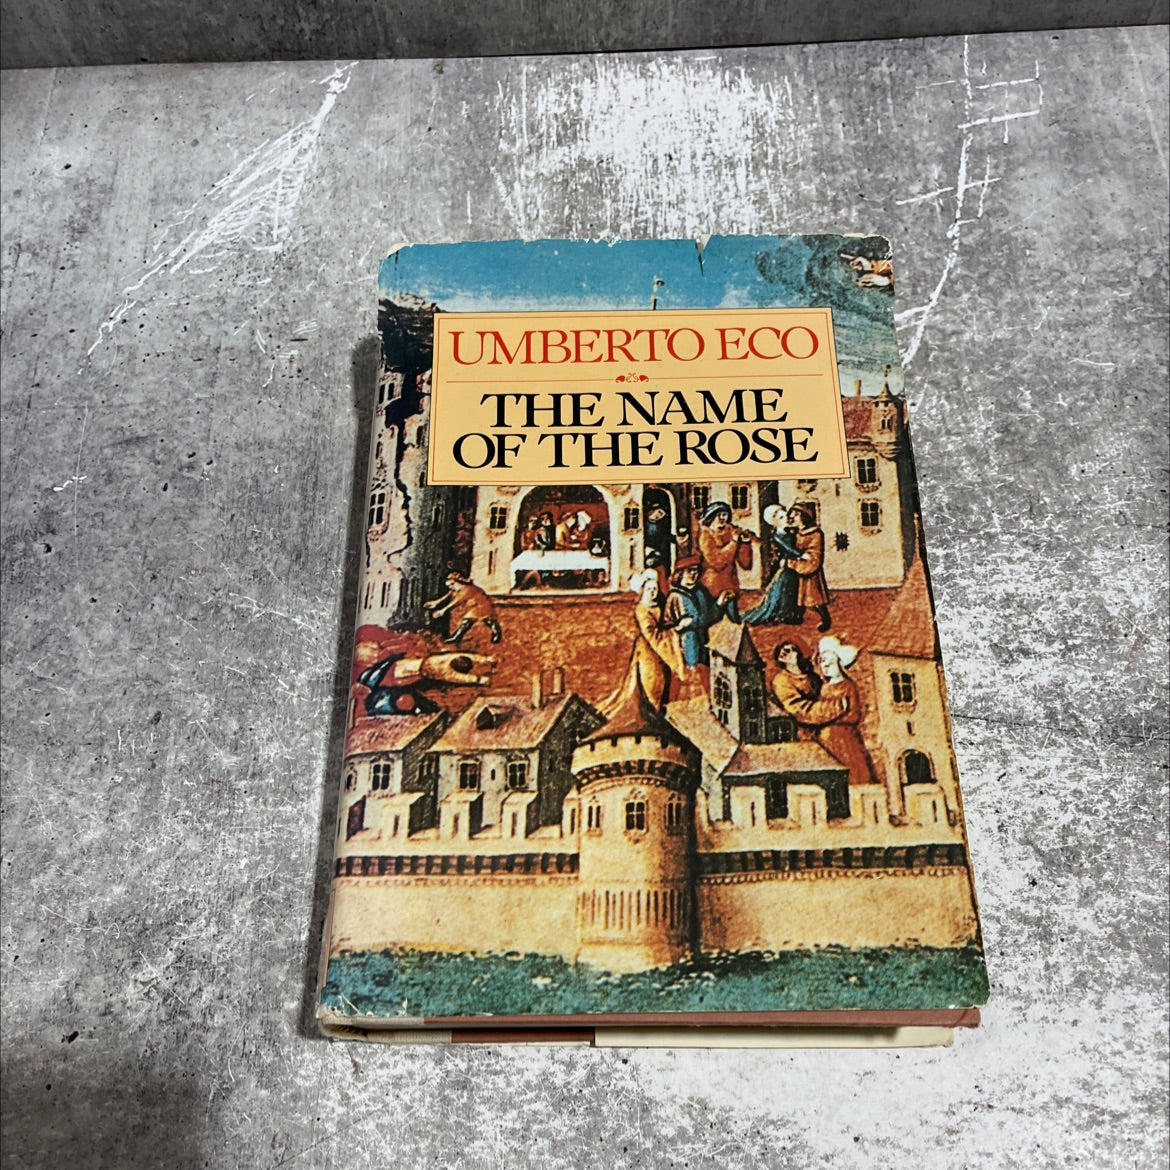 UMBERTO ECO
THE NAME
OF THE ROSE